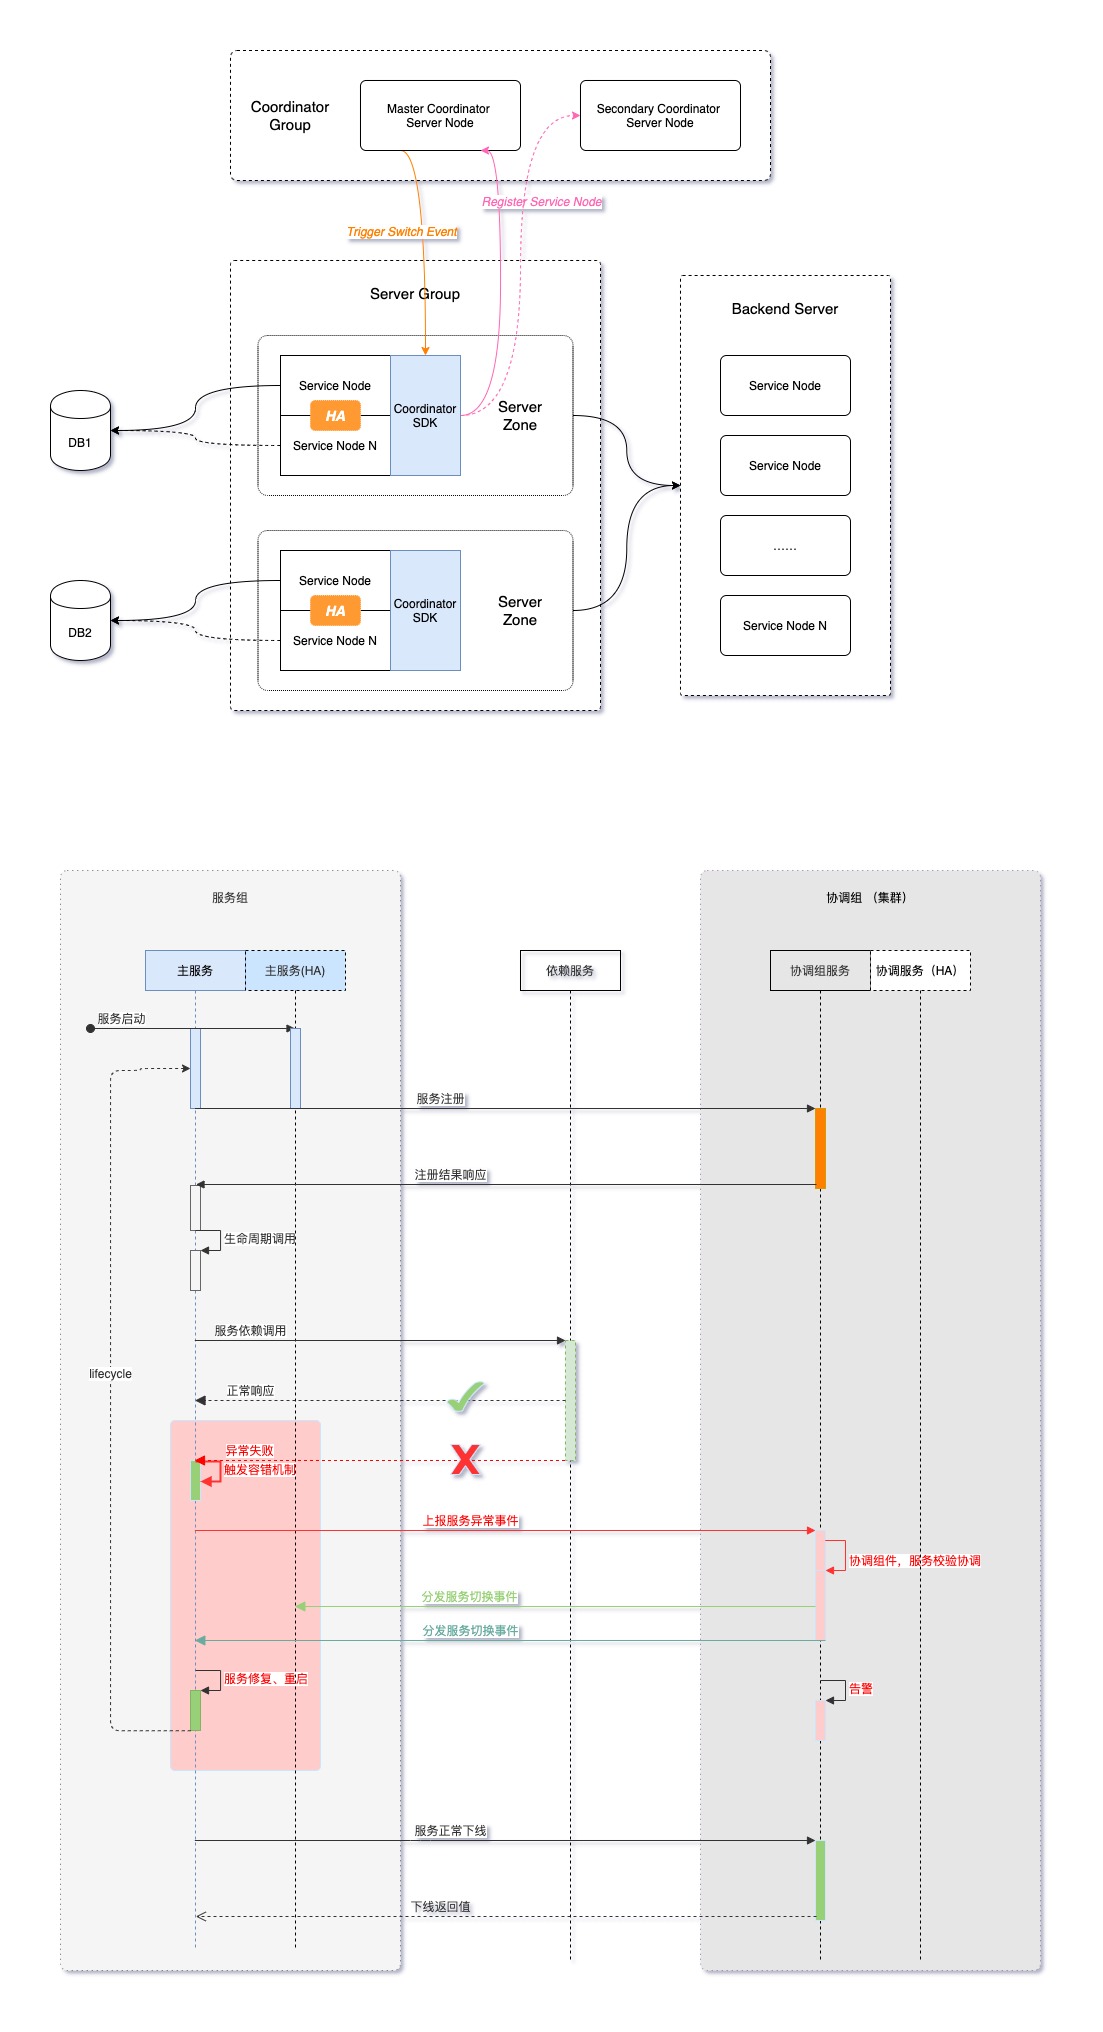 Coordinator
Group
Master Coordinator
Server Node
Secondary Coordinator
Server Node
Register Service Node
Trigger Switch Event
Server Group
Backend Server
Service Node
HA
Service Node N
Coordinator
SDK
Server
Zone
DB1
Service Node
HA
Service Node N
Coordinator
SDK
Server
Zone
DB2
Service Node
Service Node
......
Service Node N
服务组
协调组 （集群）
主服务
主服务(HA)
依赖服务
协调组服务
协调服务（HA）
服务启动
服务注册
注册结果响应
生命周期调用
服务依赖调用
lifecycle
正常响应
异常失败
X
触发容错机制
上报服务异常事件
协调组件，服务校验协调
分发服务切换事件
分发服务切换事件
服务修复、重启
告警
服务正常下线
下线返回值